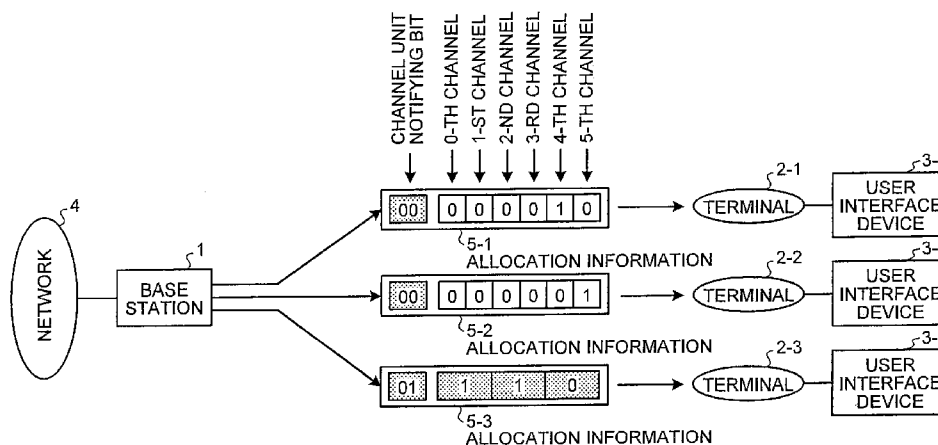 CHANNEL UNIT
NOTIFYING BIT
0-TH CHANNEL
1-ST CHANNEL
2-ND CHANNEL
3-RD CHANNEL
4-TH CHANNEL
5-TH CHANNEL
4
NETWORK
1
BASE
STATION
00 0 0 0 0 1 0
5-1
ALLOCATION INFORMATION
2-1
TERMINAL
3-
USER
INTERFACE
DEVICE
00 0 0 0 0 0 1
5-2
ALLOCATION INFORMATION
2-2
TERMINAL
3-
USER
INTERFACE
DEVICE
01 1 1 0
5-3
ALLOCATION INFORMATION
2-3
TERMINAL
3-
USER
INTERFACE
DEVICE